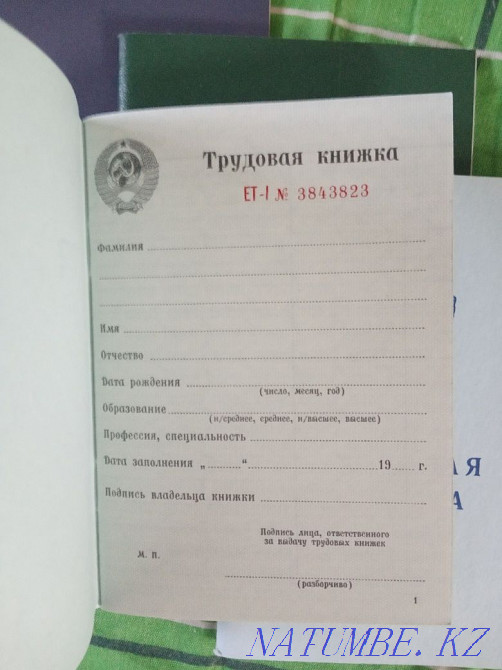 Трудовая книжка
ЕТ-I № 3843823
Фамилия
Имя
Отчество
Дата рождения
(число, месяц, год)
Образование
(н/среднее, среднее, н/высшее, высшее)
Профессия, специальность
Дата заполнения „ “ 19 г.
Подпись владельца книжки
Подпись лица, ответственного
за выдачу трудовых книжек
М. П.
(разборчиво)
1
В
АЯ
А
NATUMBE.KZ